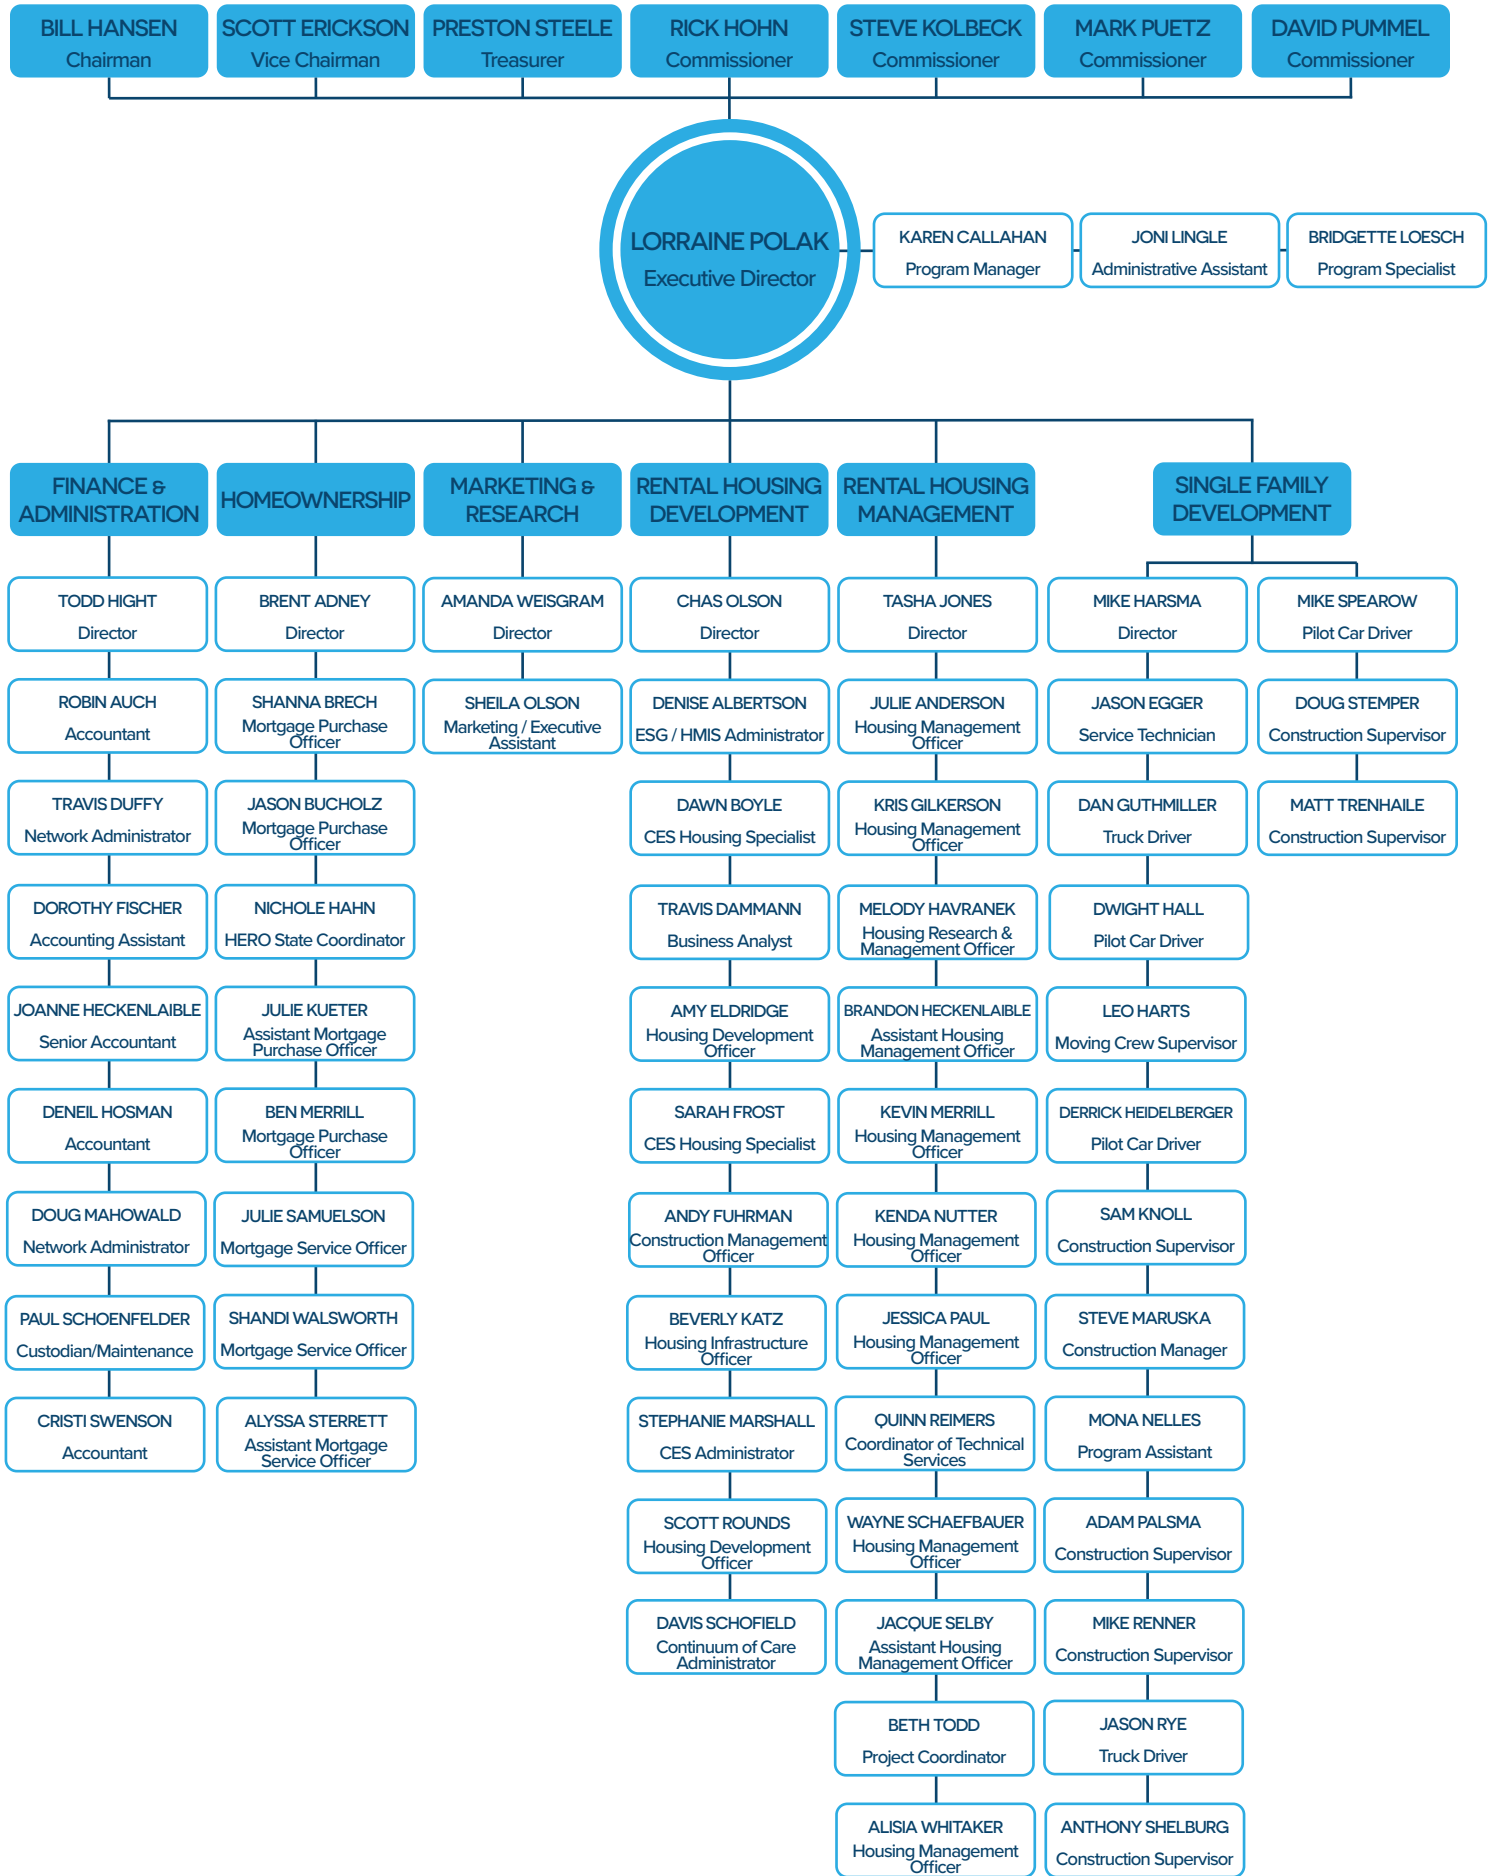 BILL HANSEN
Chairman
SCOTT ERICKSON
Vice Chairman
PRESTON STEELE
Treasurer
RICK HOHN
Commissioner
STEVE KOLBECK
Commissioner
MARK PUETZ
Commissioner
DAVID PUMMEL
Commissioner
LORRAINE POLAK
Executive Director
KAREN CALLAHAN
Program Manager
JONI LINGLE
Administrative Assistant
BRIDGETTE LOESCH
Program Specialist
FINANCE &
ADMINISTRATION
TODD HIGHT
Director
ROBIN AUCH
Accountant
TRAVIS DUFFY
Network Administrator
DOROTHY FISCHER
Accounting Assistant
JOANNE HECKENLAIBLE
Senior Accountant
DENEIL HOSMAN
Accountant
DOUG MAHOWALD
Network Administrator
PAUL SCHOENFELDER
Custodian/Maintenance
CRISTI SWENSON
Accountant
HOMEOWNERSHIP
BRENT ADNEY
Director
SHANNA BRECH
Mortgage Purchase
Officer
JASON BUCHOLZ
Mortgage Purchase
Officer
NICHOLE HAHN
HERO State Coordinator
JULIE KUETER
Assistant Mortgage
Purchase Officer
BEN MERRILL
Mortgage Purchase
Officer
JULIE SAMUELSON
Mortgage Service Officer
SHANDI WALSWORTH
Mortgage Service Officer
ALYSSA STERRETT
Assistant Mortgage
Service Officer
MARKETING &
RESEARCH
AMANDA WEISGRAM
Director
SHEILA OLSON
Marketing / Executive
Assistant
RENTAL HOUSING
DEVELOPMENT
CHAS OLSON
Director
DENISE ALBERTSON
ESG / HMIS Administrator
DAWN BOYLE
CES Housing Specialist
TRAVIS DAMMANN
Business Analyst
AMY ELDRIDGE
Housing Development
Officer
SARAH FROST
CES Housing Specialist
ANDY FUHRMAN
Construction Management
Officer
BEVERLY KATZ
Housing Infrastructure
Officer
STEPHANIE MARSHALL
CES Administrator
SCOTT ROUNDS
Housing Development
Officer
DAVIS SCHOFIELD
Continuum of Care
Administrator
RENTAL HOUSING
MANAGEMENT
TASHA JONES
Director
JULIE ANDERSON
Housing Management
Officer
KRIS GILKERSON
Housing Management
Officer
MELODY HAVRANEK
Housing Research &
Management Officer
BRANDON HECKENLAIBLE
Assistant Housing
Management Officer
KEVIN MERRILL
Housing Management
Officer
KENDA NUTTER
Housing Management
Officer
JESSICA PAUL
Housing Management
Officer
QUINN REIMERS
Coordinator of Technical
Services
WAYNE SCHAEFBAUER
Housing Management
Officer
JACQUE SELBY
Assistant Housing
Management Officer
BETH TODD
Project Coordinator
ALISIA WHITAKER
Housing Management
Officer
SINGLE FAMILY
DEVELOPMENT
MIKE HARSMA
Director
JASON EGGER
Service Technician
DAN GUTHMILLER
Truck Driver
DWIGHT HALL
Pilot Car Driver
LEO HARTS
Moving Crew Supervisor
DERRICK HEIDELBERGER
Pilot Car Driver
SAM KNOLL
Construction Supervisor
STEVE MARUSKA
Construction Manager
MONA NELLES
Program Assistant
ADAM PALSMA
Construction Supervisor
MIKE RENNER
Construction Supervisor
JASON RYE
Truck Driver
ANTHONY SHELBURG
Construction Supervisor
MIKE SPEAROW
Pilot Car Driver
DOUG STEMPER
Construction Supervisor
MATT TRENHAILE
Construction Supervisor